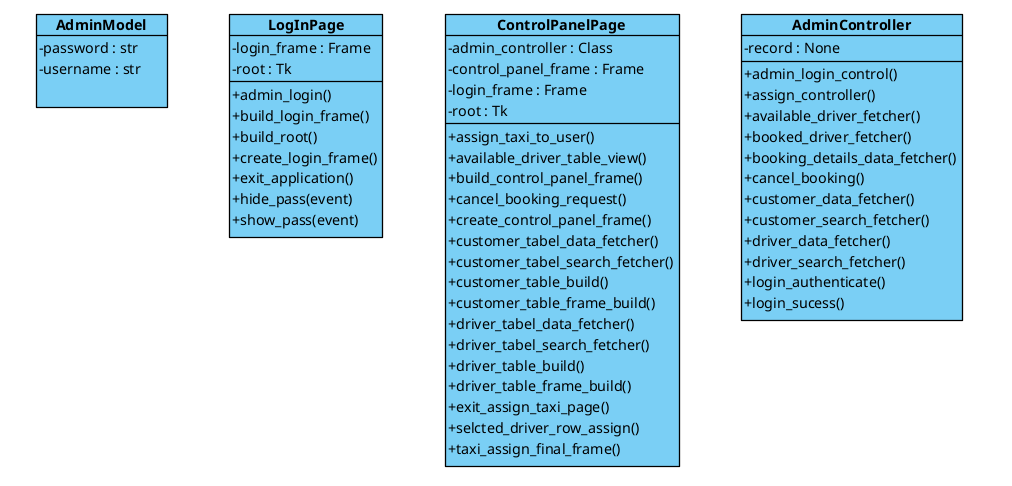 AdminModel
-password : str
-username : str
LogInPage
-login_frame : Frame
-root : Tk
+admin_login()
+build_login_frame()
+build_root()
+create_login_frame()
+exit_application()
+hide_pass(event)
+show_pass(event)
ControlPanelPage
-admin_controller : Class
-control_panel_frame : Frame
-login_frame : Frame
-root : Tk
+assign_taxi_to_user()
+available_driver_table_view()
+build_control_panel_frame()
+cancel_booking_request()
+create_control_panel_frame()
+customer_tabel_data_fetcher()
+customer_tabel_search_fetcher()
+customer_table_build()
+customer_table_frame_build()
+driver_tabel_data_fetcher()
+driver_tabel_search_fetcher()
+driver_table_build()
+driver_table_frame_build()
+exit_assign_taxi_page()
+selcted_driver_row_assign()
+taxi_assign_final_frame()
AdminController
-record : None
+admin_login_control()
+assign_controller()
+available_driver_fetcher()
+booked_driver_fetcher()
+booking_details_data_fetcher()
+cancel_booking()
+customer_data_fetcher()
+customer_search_fetcher()
+driver_data_fetcher()
+driver_search_fetcher()
+login_authenticate()
+login_sucess()